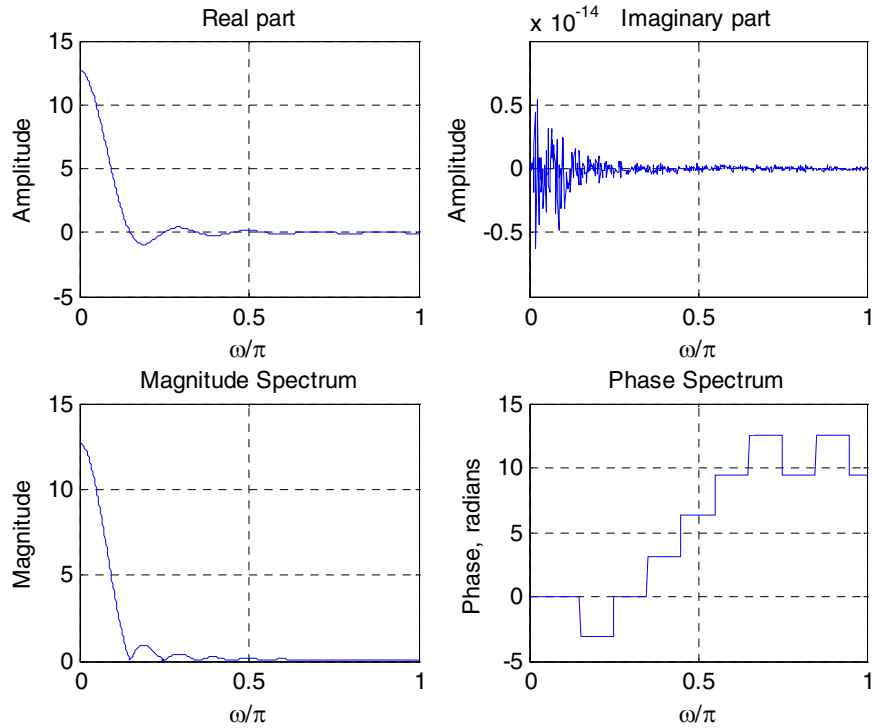 Real part
15
10
5
0
-5
Amplitude
0 0.5 1
ω/π
x 10^-14 Imaginary part
0.5
0
-0.5
Amplitude
0 0.5 1
ω/π
Magnitude Spectrum
15
10
5
0
Magnitude
0 0.5 1
ω/π
Phase Spectrum
15
10
5
0
-5
Phase, radians
0 0.5 1
ω/π